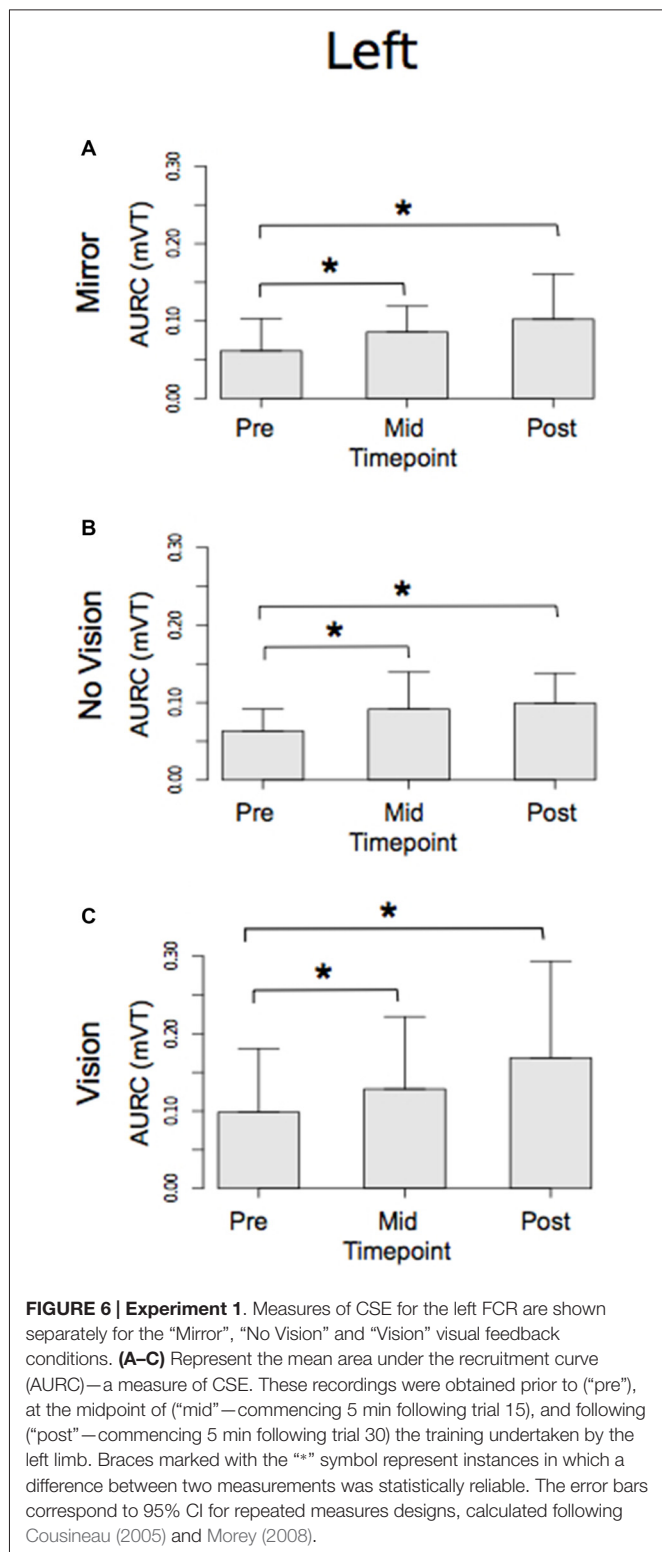 Left
A
Mirror
AURC (mVT)
0.30
0.20
0.10
0.00
*
*
Pre Mid Post
Timepoint
B
No Vision
AURC (mVT)
0.30
0.20
0.10
0.00
*
*
Pre Mid Post
Timepoint
C
Vision
AURC (mVT)
0.30
0.20
0.10
0.00
*
*
Pre Mid Post
Timepoint
FIGURE 6 | Experiment 1. Measures of CSE for the left FCR are shown
separately for the “Mirror”, “No Vision” and “Vision” visual feedback
conditions. (A–C) Represent the mean area under the recruitment curve
(AURC)—a measure of CSE. These recordings were obtained prior to (“pre”),
at the midpoint of (“mid”—commencing 5 min following trial 15), and following
(“post”—commencing 5 min following trial 30) the training undertaken by the
left limb. Braces marked with the “*” symbol represent instances in which a
difference between two measurements was statistically reliable. The error bars
correspond to 95% CI for repeated measures designs, calculated following
Cousineau (2005) and Morey (2008).